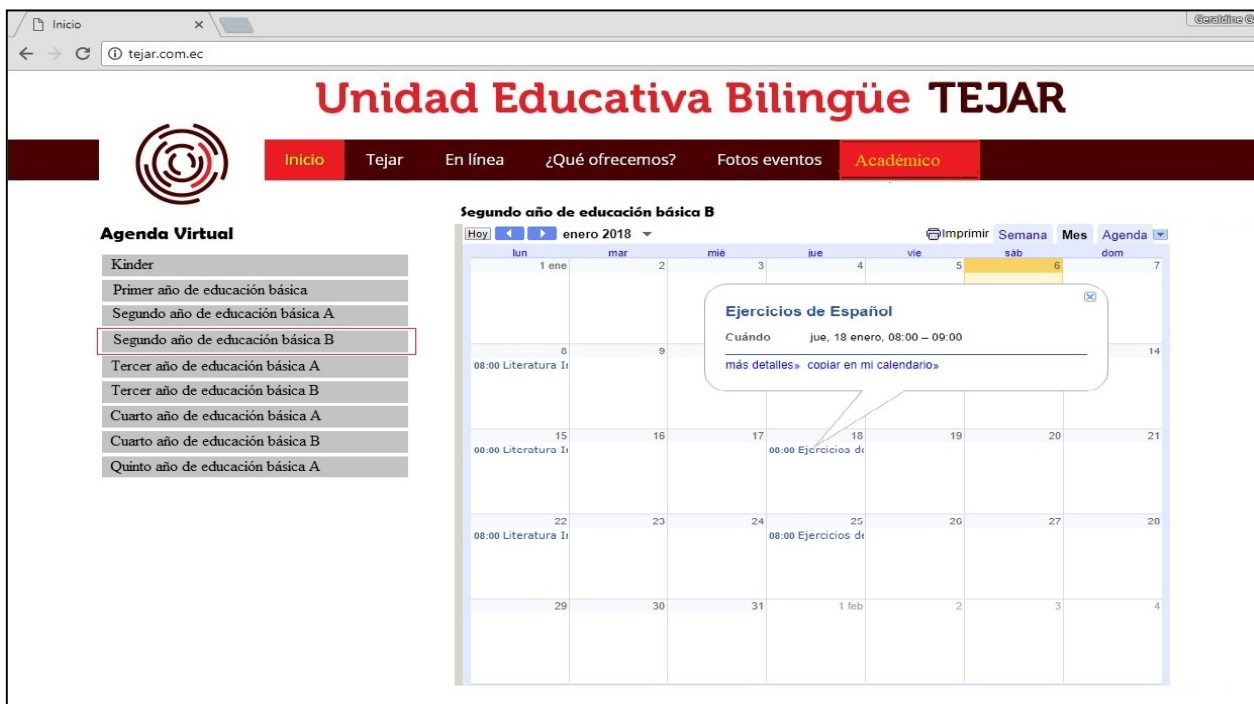 Inicio
Geraldine G
tejar.com.ec
Unidad Educativa Bilingüe TEJAR
Inicio Tejar En línea ¿Qué ofrecemos? Fotos eventos Académico
Agenda Virtual
Kinder
Primer año de educación básica
Segundo año de educación básica A
Segundo año de educación básica B
Tercer año de educación básica A
Tercer año de educación básica B
Cuarto año de educación básica A
Cuarto año de educación básica B
Quinto año de educación básica A
Segundo año de educación básica B
Hoy enero 2018 Imprimir Semana Mes Agenda
lun mar mié jue vie sáb dom
1 ene 2 3 4 5 6 7
Ejercicios de Español
Cuándo jue, 18 enero, 08:00 – 09:00
más detalles» copiar en mi calendario»
8 9 14
08:00 Literatura In
15 16 17 18 19 20 21
08:00 Literatura In 08:00 Ejercicios de
22 23 24 25 26 27 28
08:00 Literatura In 08:00 Ejercicios de
29 30 31 1 feb 2 3 4